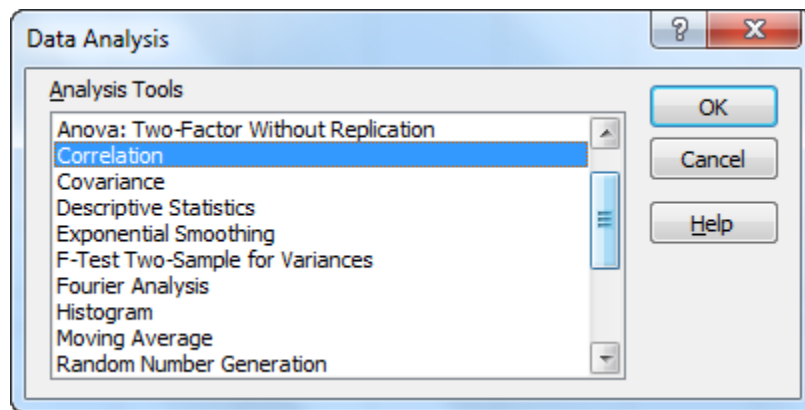 Data Analysis
?
Analysis Tools
Anova: Two-Factor Without Replication
Correlation
Covariance
Descriptive Statistics
Exponential Smoothing
F-Test Two-Sample for Variances
Fourier Analysis
Histogram
Moving Average
Random Number Generation
OK
Cancel
Help